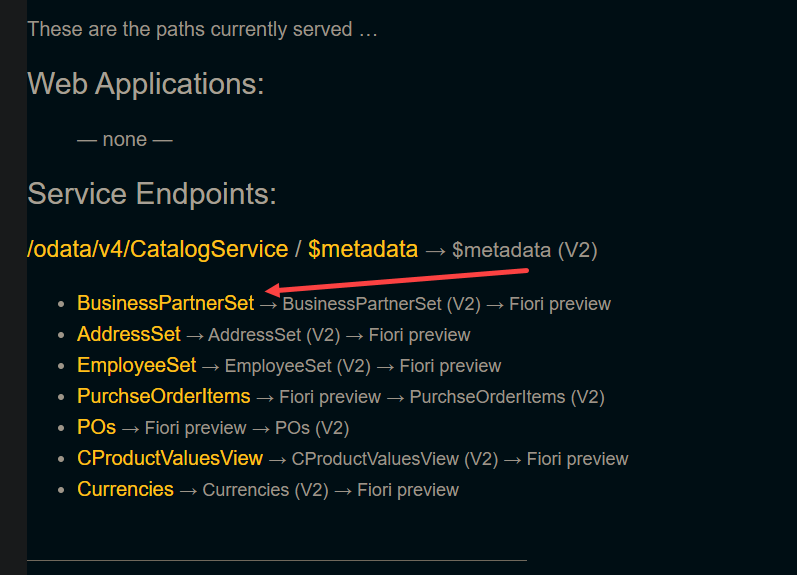 These are the paths currently served …
Web Applications:
— none —
Service Endpoints:
/odata/v4/CatalogService / $metadata → $metadata (V2)
• BusinessPartnerSet → BusinessPartnerSet (V2) → Fiori preview
• AddressSet → AddressSet (V2) → Fiori preview
• EmployeeSet → EmployeeSet (V2) → Fiori preview
• PurchseOrderItems → Fiori preview → PurchseOrderItems (V2)
• POs → Fiori preview → POs (V2)
• CProductValuesView → CProductValuesView (V2) → Fiori preview
• Currencies → Currencies (V2) → Fiori preview